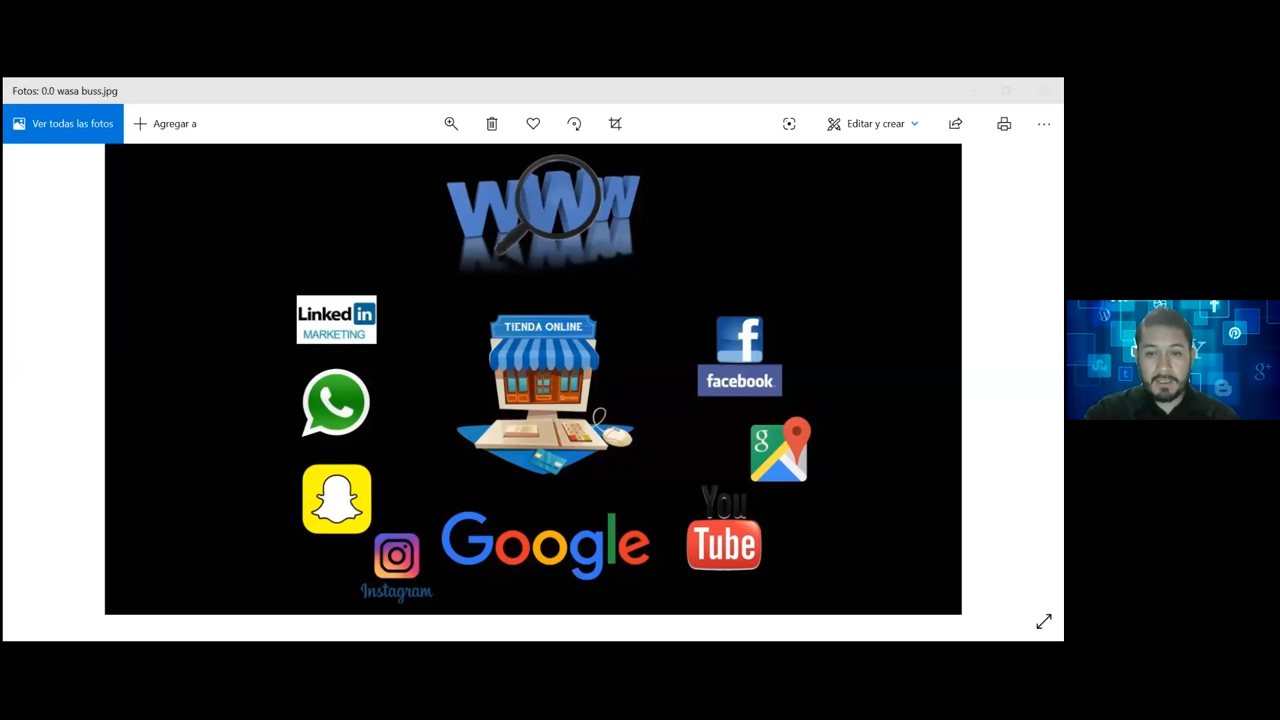 Fotos: 0.0 wasa buss.jpg
Ver todas las fotos
Agregar a
Editar y crear
WWW
Linked in
MARKETING
TIENDA ONLINE
f
facebook
g
You
Tube
Google
Instagram